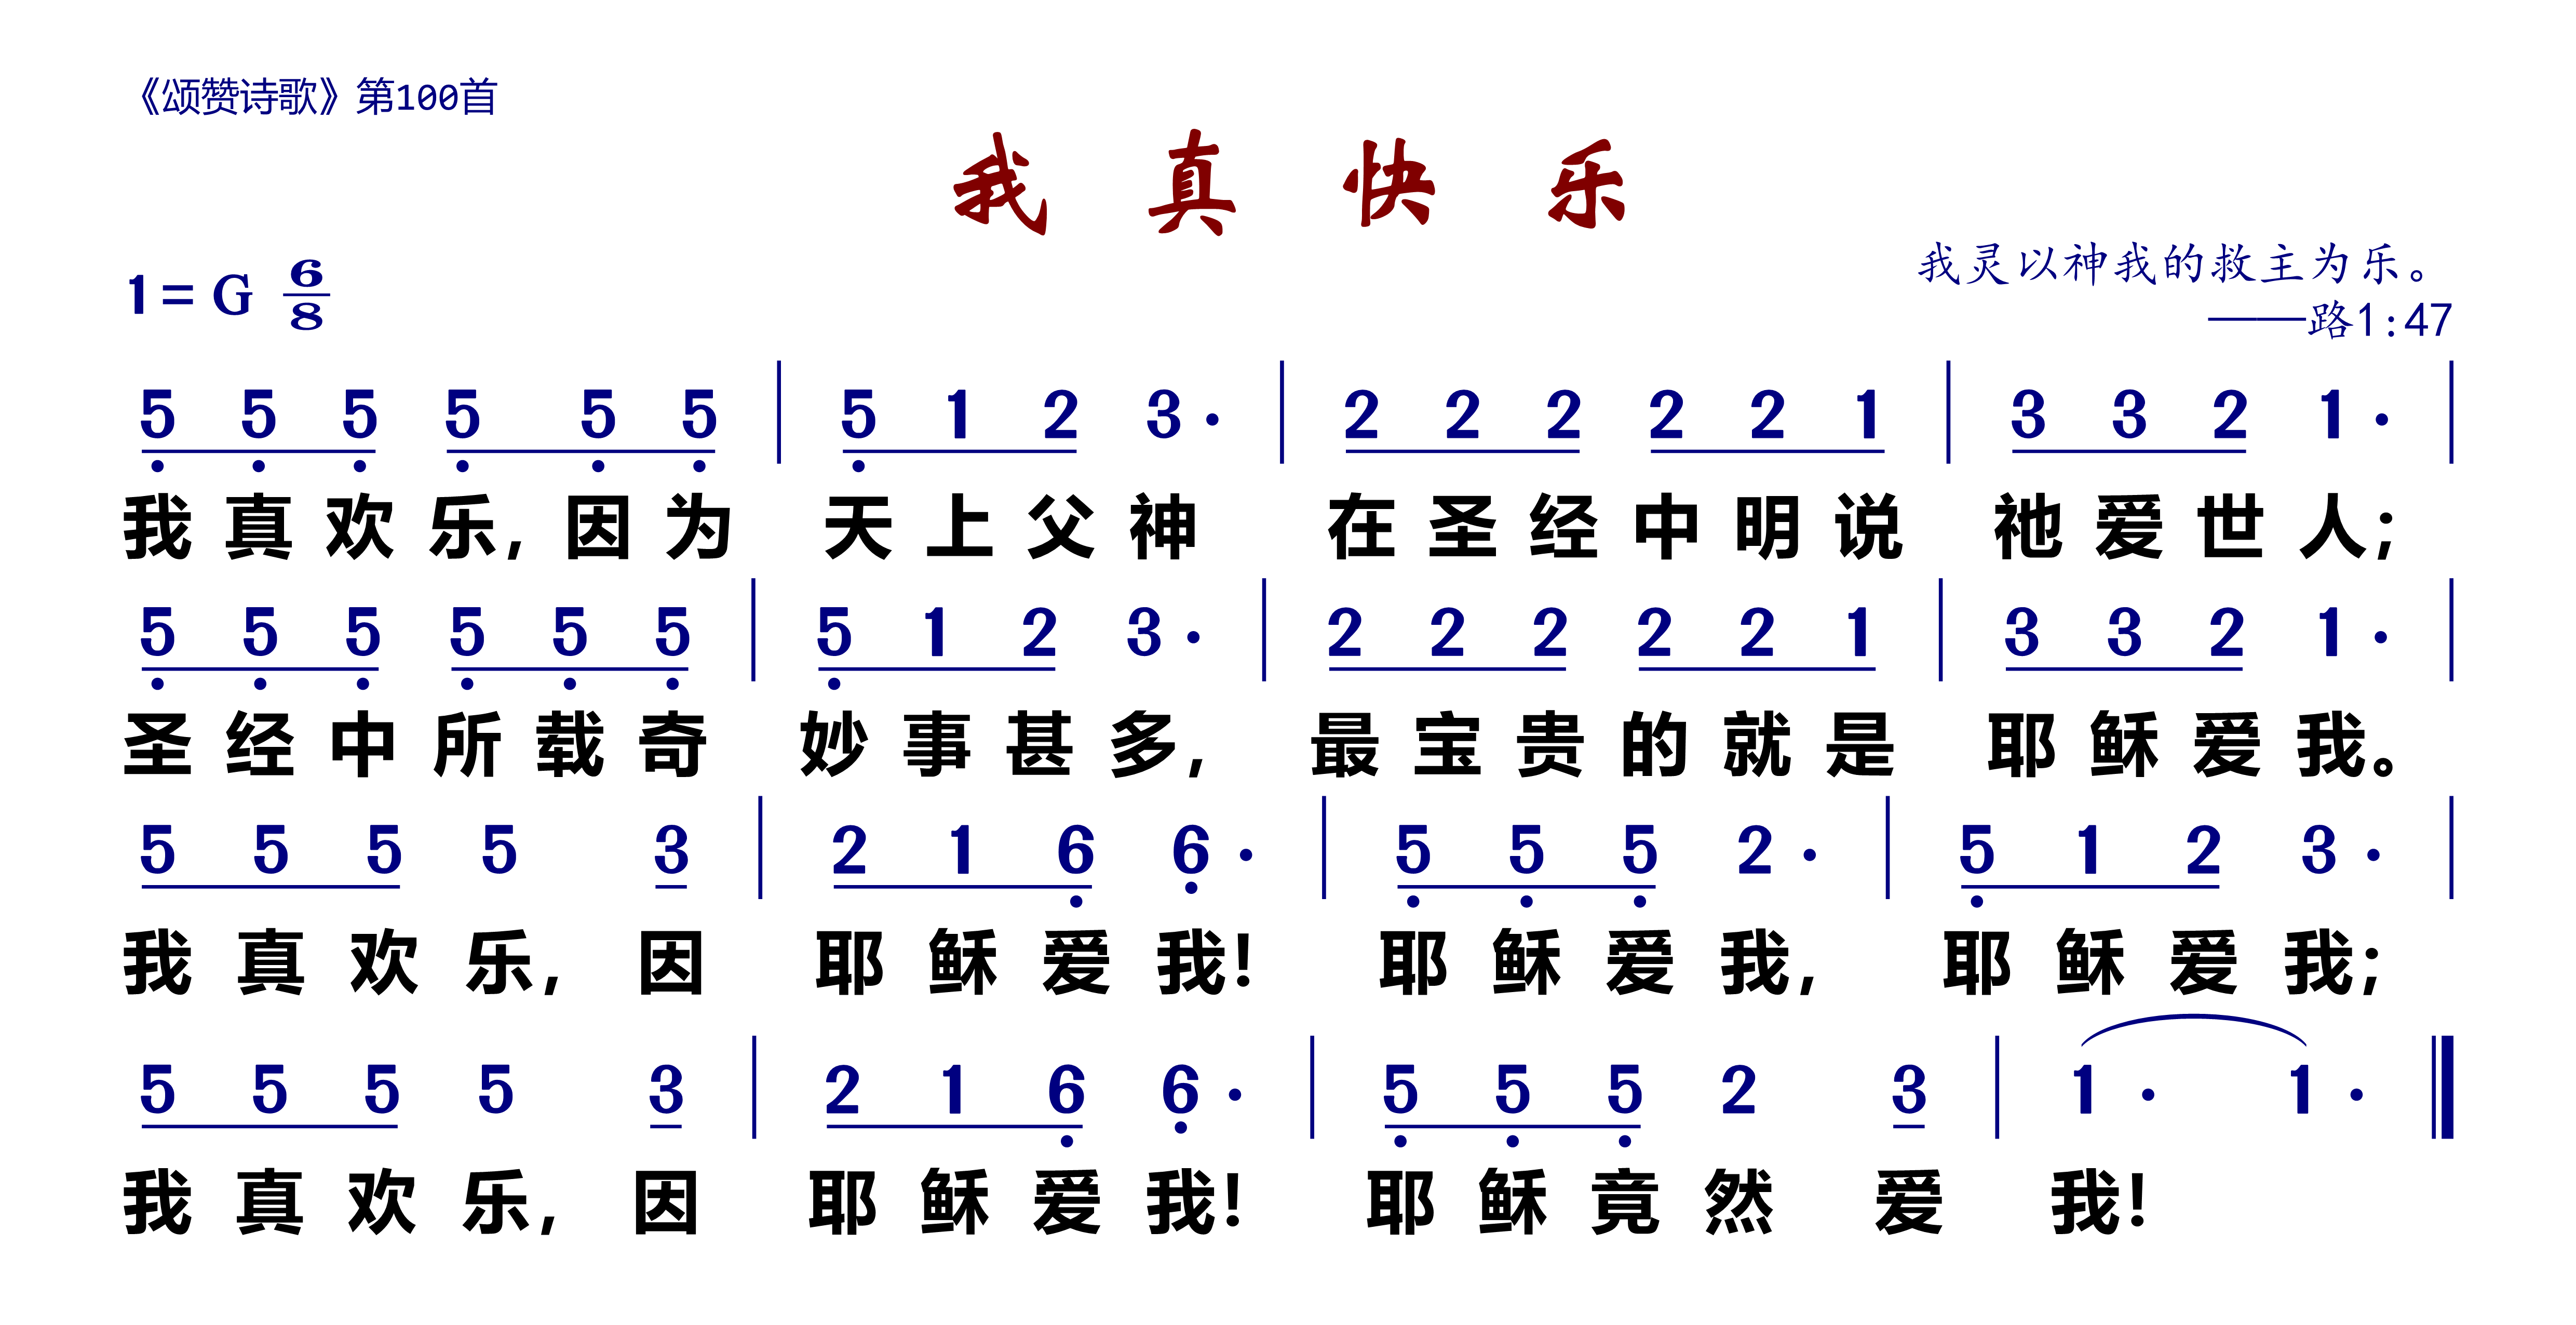 《颂赞诗歌》第100首
我真快乐
1= G 6/8
我灵以神我的救主为乐。
——路1:47
5 5 5 5 5 5 | 5 1 2 3· | 2 2 2 2 2 1 | 3 3 2 1· |
我真欢乐,因为 天上父神 在圣经中明说 祂爱世人;
5 5 5 5 5 5 | 5 1 2 3· | 2 2 2 2 2 1 | 3 3 2 1· |
圣经中所载奇 妙事甚多, 最宝贵的就是 耶稣爱我。
5 5 5 5 3 | 2 1 6 6· | 5 5 5 2· | 5 1 2 3· |
我真欢乐, 因 耶稣爱我! 耶稣爱我, 耶稣爱我;
5 5 5 5 3 | 2 1 6 6· | 5 5 5 2 3 | 1· 1· ‖
我真欢乐, 因 耶稣爱我! 耶稣竟然 爱 我!